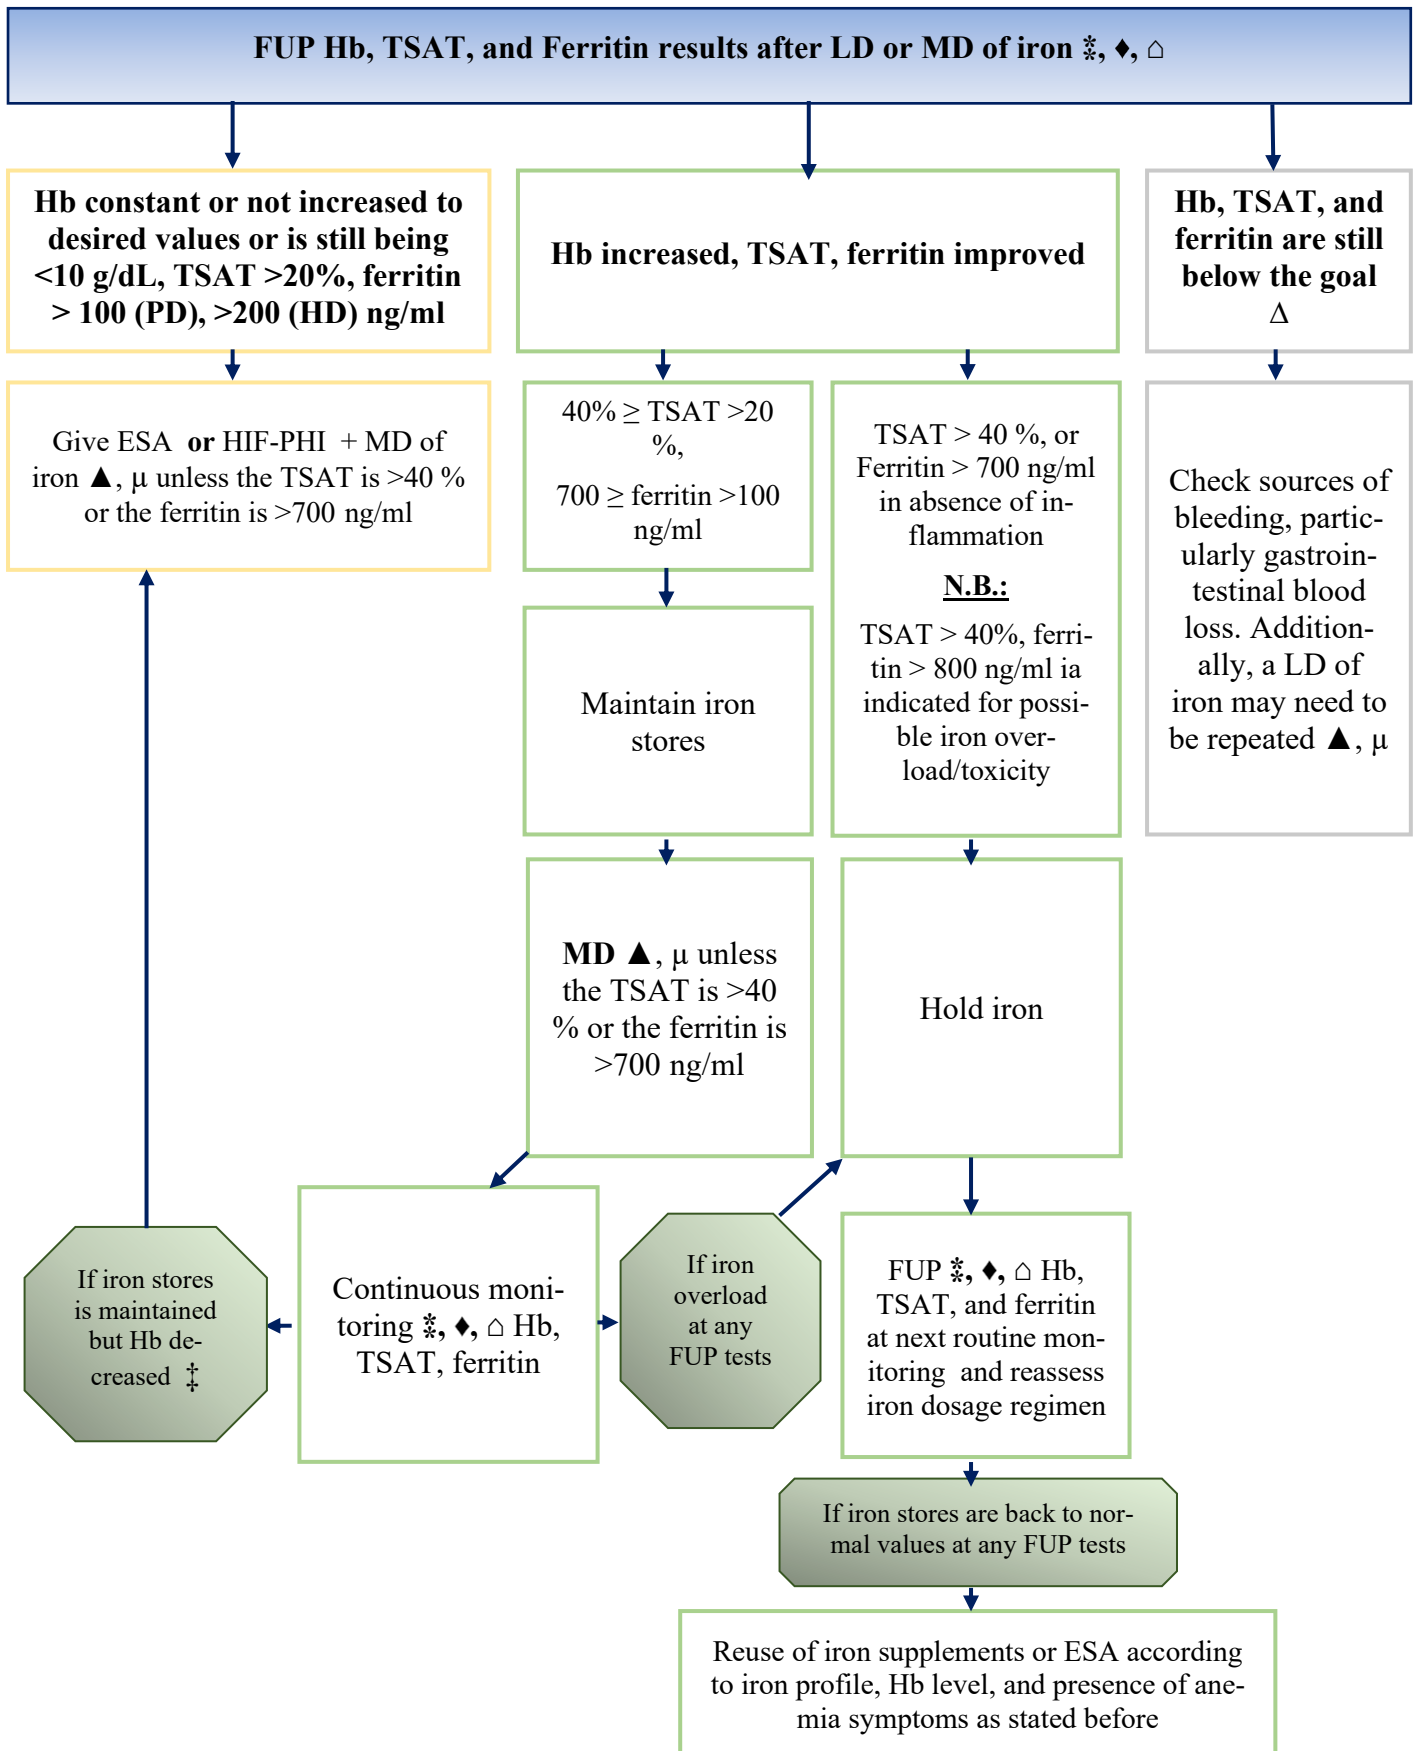 FUP Hb, TSAT, and Ferritin results after LD or MD of iron ⁑, ♦, ⌂
Hb constant or not increased to
desired values or is still being
<10 g/dL, TSAT >20%, ferritin
> 100 (PD), >200 (HD) ng/ml
Give ESA or HIF-PHI + MD of
iron ▲, µ unless the TSAT is >40 %
or the ferritin is >700 ng/ml
Hb increased, TSAT, ferritin improved
40% ≥ TSAT >20
%,
700 ≥ ferritin >100
ng/ml
Maintain iron
stores
MD ▲, µ unless
the TSAT is >40
% or the ferritin is
>700 ng/ml
Continuous moni-
toring ⁑, ♦, ⌂ Hb,
TSAT, ferritin
If iron stores
is maintained
but Hb de-
creased ‡
If iron
overload
at any
FUP tests
TSAT > 40 %, or
Ferritin > 700 ng/ml
in absence of in-
flammation
N.B.:
TSAT > 40%, ferri-
tin > 800 ng/ml ia
indicated for possi-
ble iron over-
load/toxicity
Hold iron
FUP ⁑, ♦, ⌂ Hb,
TSAT, and ferritin
at next routine mon-
itoring and reassess
iron dosage regimen
If iron stores are back to nor-
mal values at any FUP tests
Reuse of iron supplements or ESA according
to iron profile, Hb level, and presence of ane-
mia symptoms as stated before
Hb, TSAT, and
ferritin are still
below the goal
Δ
Check sources of
bleeding, partic-
ularly gastroin-
testinal blood
loss. Addition-
ally, a LD of
iron may need to
be repeated ▲, µ